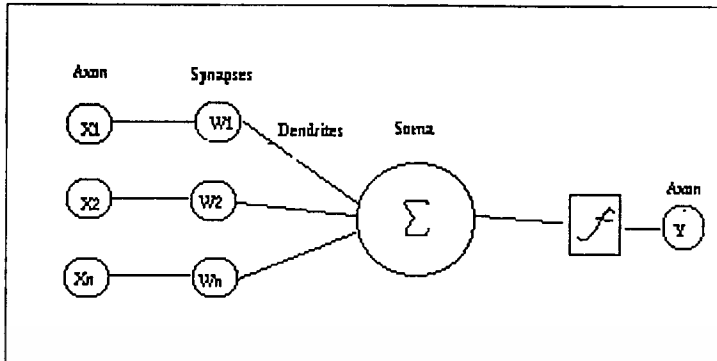 Axon Synapses
X1 W1 Dendrites Soma
X2 W2 Σ f Y Axon
Xn Wn